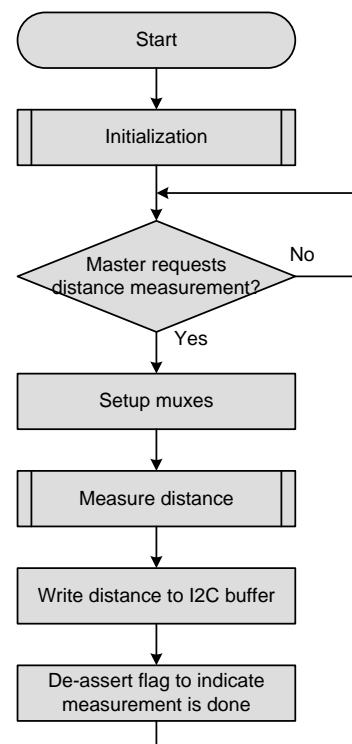 Start
Initialization
Master requests
distance measurement?
No
Yes
Setup muxes
Measure distance
Write distance to I2C buffer
De-assert flag to indicate
measurement is done